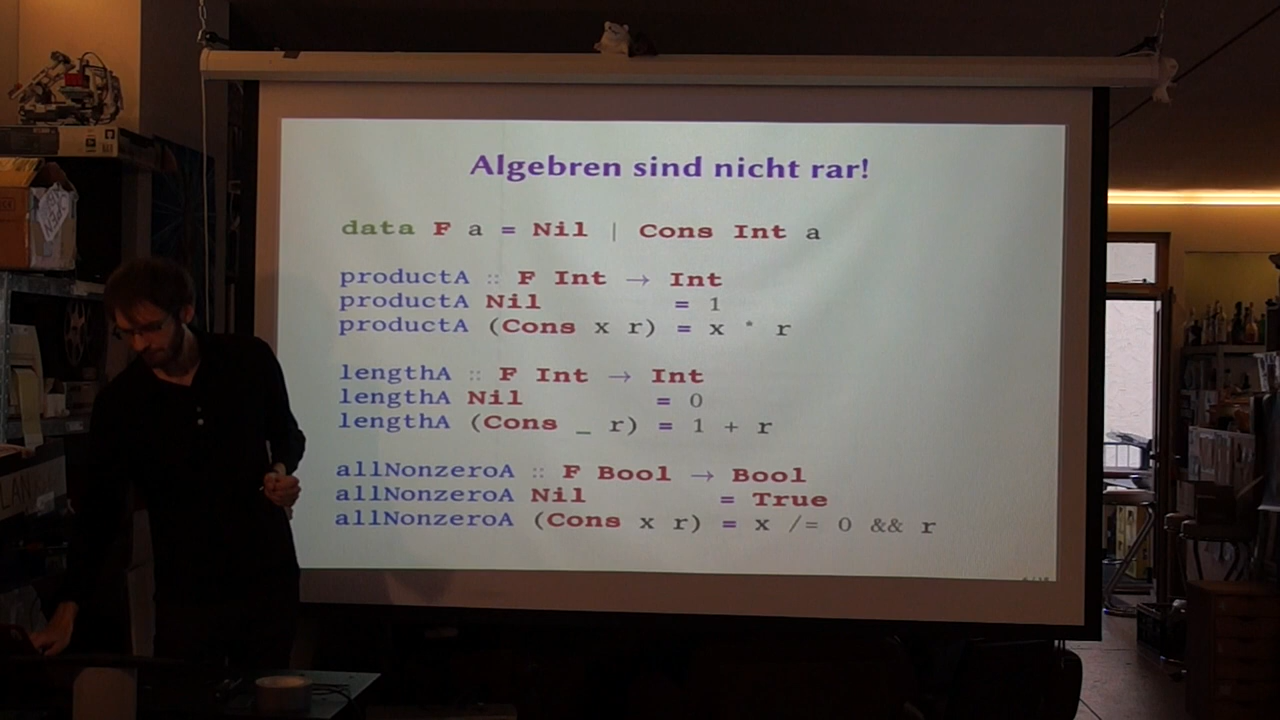 Algebren sind nicht rar!
data F a = Nil | Cons Int a
productA :: F Int → Int
productA Nil = 1
productA (Cons x r) = x * r
lengthA :: F Int → Int
lengthA Nil = 0
lengthA (Cons _ r) = 1 + r
allNonzeroA :: F Bool → Bool
allNonzeroA Nil = True
allNonzeroA (Cons x r) = x /= 0 && r